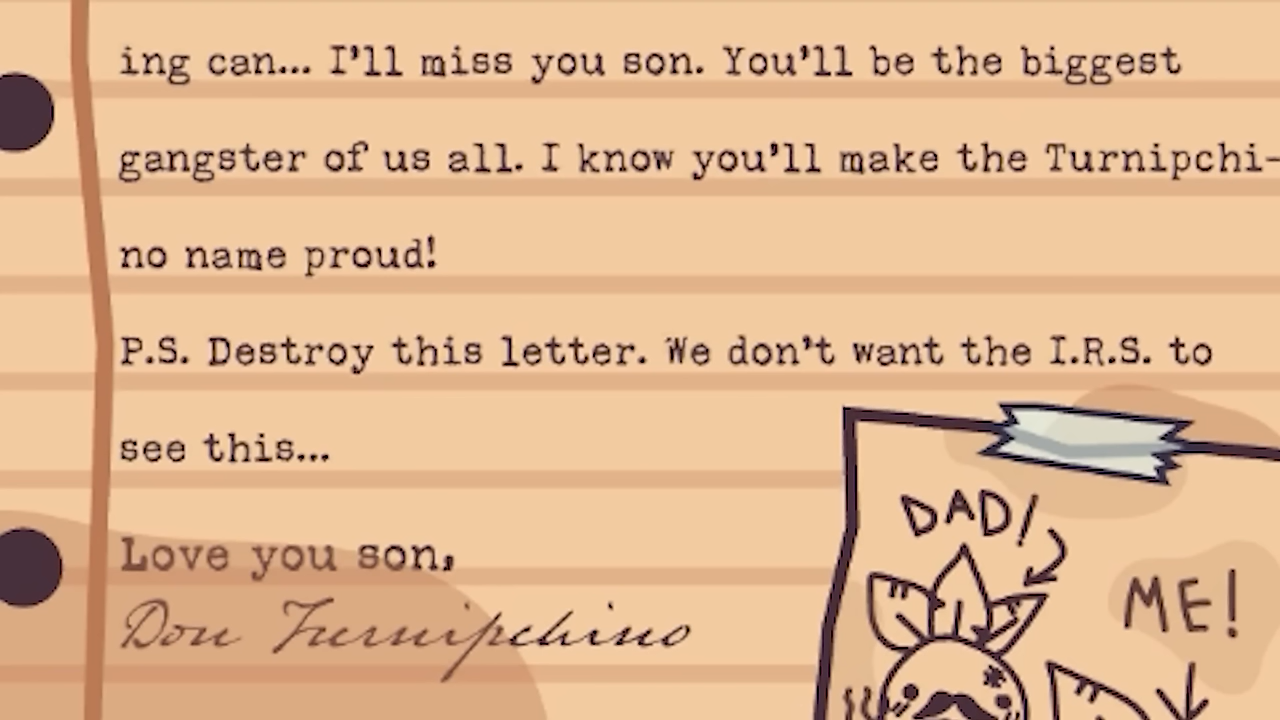 ing can... I'll miss you son. You'll be the biggest
gangster of us all. I know you'll make the Turnipchi-
no name proud!
P.S. Destroy this letter. We don't want the I.R.S. to
see this...
Love you son,
Don Turnipchino
DAD!
ME!